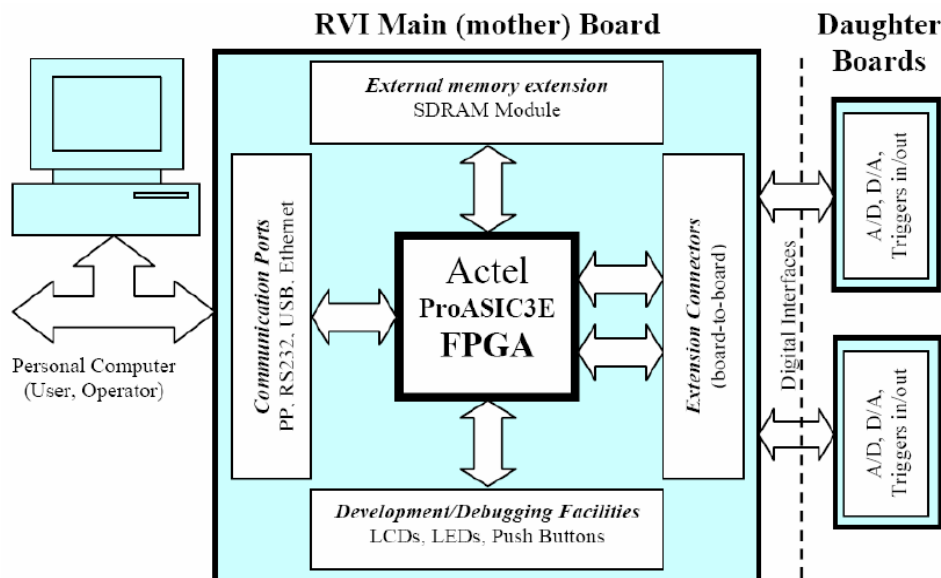 RVI Main (mother) Board
Daughter
Boards
External memory extension
SDRAM Module
Communication Ports
PP, RS232, USB, Ethernet
Actel
ProASIC3E
FPGA
Extension Connectors
(board-to-board)
Digital Interfaces
A/D, D/A,
Triggers in/out
A/D, D/A,
Triggers in/out
Personal Computer
(User, Operator)
Development/Debugging Facilities
LCDs, LEDs, Push Buttons